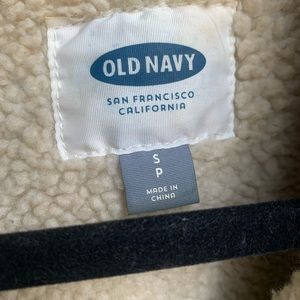 OLD NAVY
SAN FRANCISCO
CALIFORNIA
S
P
MADE IN
CHINA